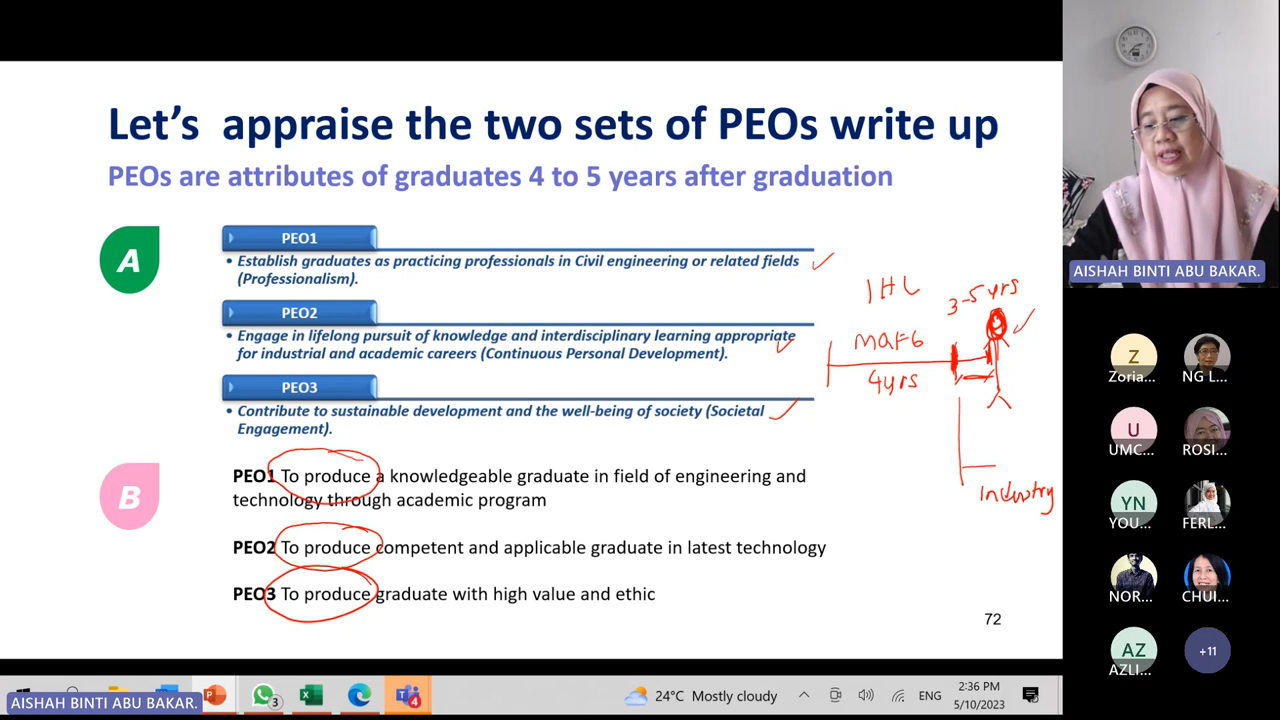 Let's appraise the two sets of PEOs write up
PEOs are attributes of graduates 4 to 5 years after graduation
A
PEO1
• Establish graduates as practicing professionals in Civil engineering or related fields
(Professionalism).
PEO2
• Engage in lifelong pursuit of knowledge and interdisciplinary learning appropriate
for industrial and academic careers (Continuous Personal Development).
PEO3
• Contribute to sustainable development and the well-being of society (Societal
Engagement).
B
PEO1 To produce a knowledgeable graduate in field of engineering and
technology through academic program
PEO2 To produce competent and applicable graduate in latest technology
PEO3 To produce graduate with high value and ethic
72
IHL
3-5 yrs
4yrs
Industry
AISHAH BINTI ABU BAKAR.
Z
Zoria...
NG L...
U
UMC...
ROSI...
YN
YOU...
FERL...
NOR...
CHUI...
AZ
AZLI...
+11
AISHAH BINTI ABU BAKAR.
3
4
24°C Mostly cloudy
ENG
2:36 PM
5/10/2023